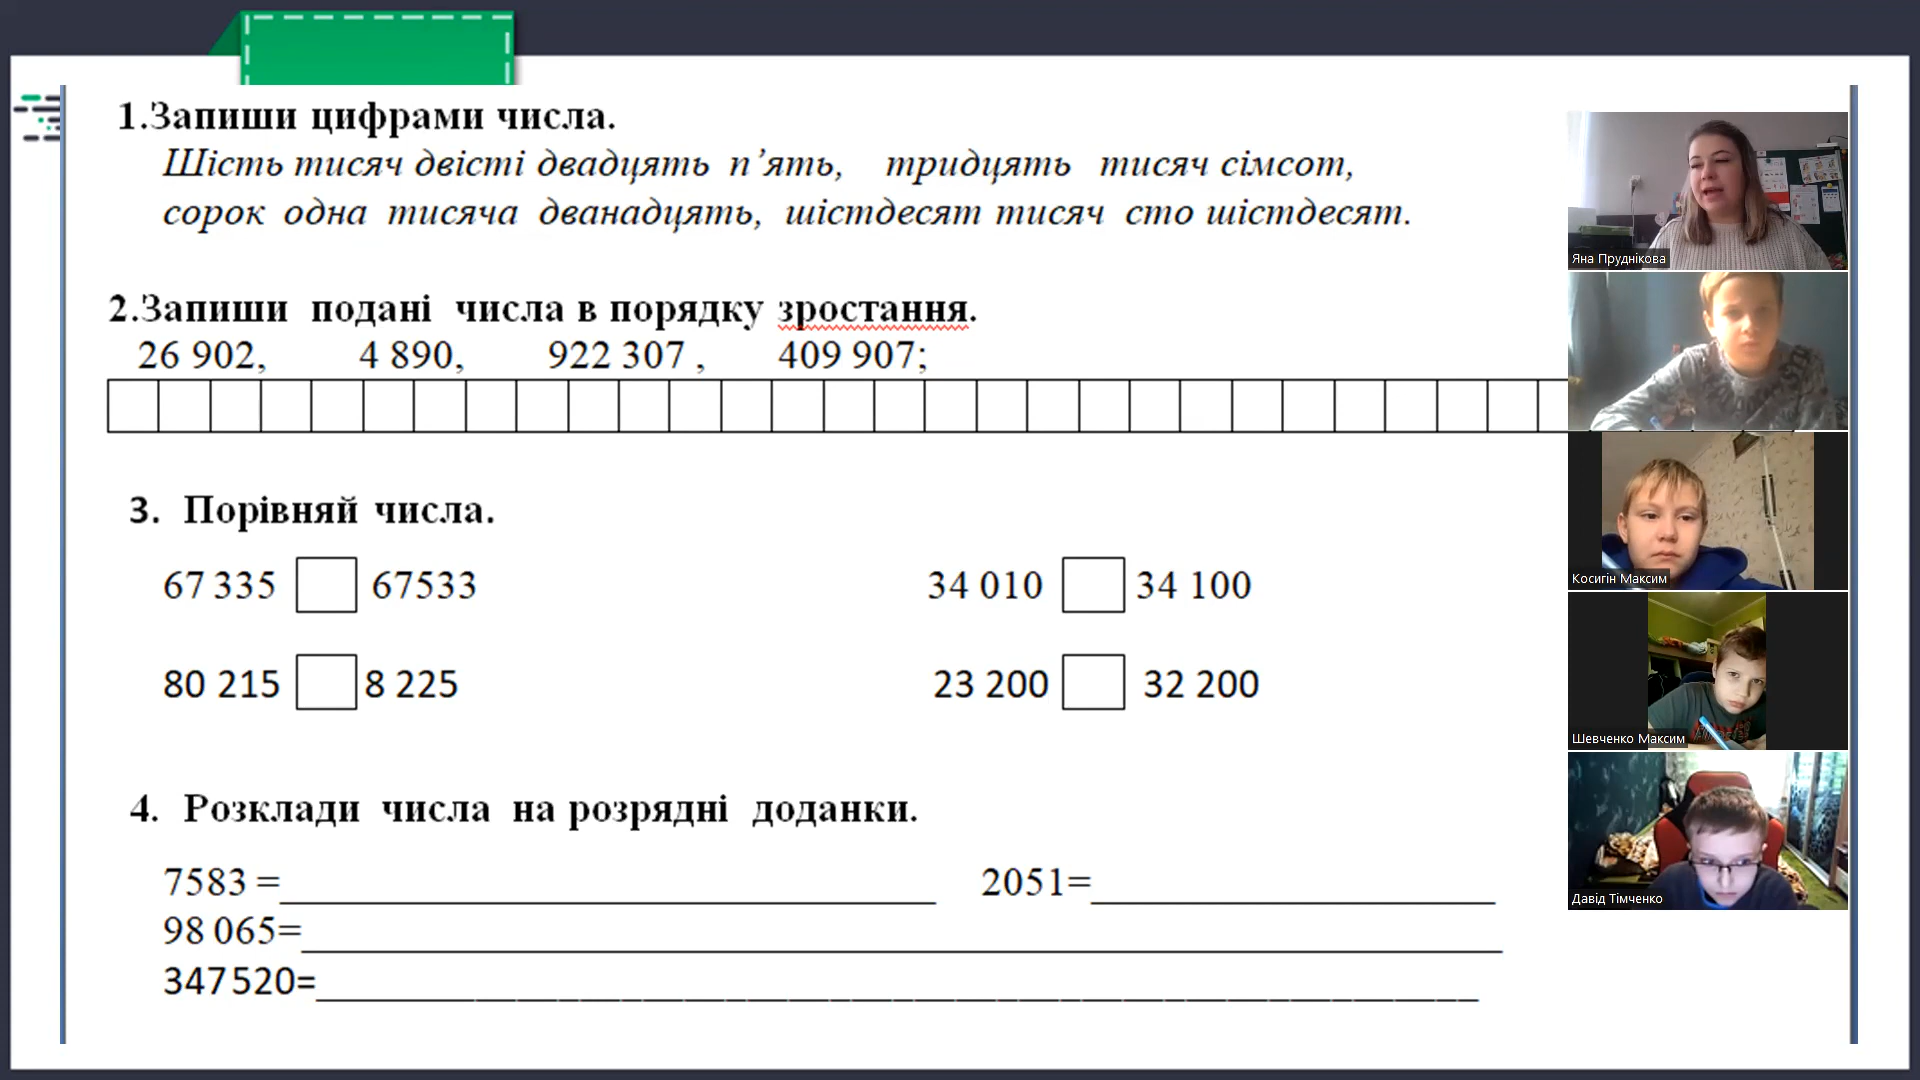 1.Запиши цифрами числа.
Шість тисяч двісті двадцять п’ять, тридцять тисяч сімсот,
сорок одна тисяча дванадцять, шістдесят тисяч сто шістдесят.
2.Запиши подані числа в порядку зростання.
26 902, 4 890, 922 307 , 409 907;
3. Порівняй числа.
67 335 67533 34 010 34 100
80 215 8 225 23 200 32 200
4. Розклади числа на розрядні доданки.
7583 = 2051=
98 065=
347520=
Яна Пруднікова
Косигін Максим
Шевченко Максим
Давід Тімченко